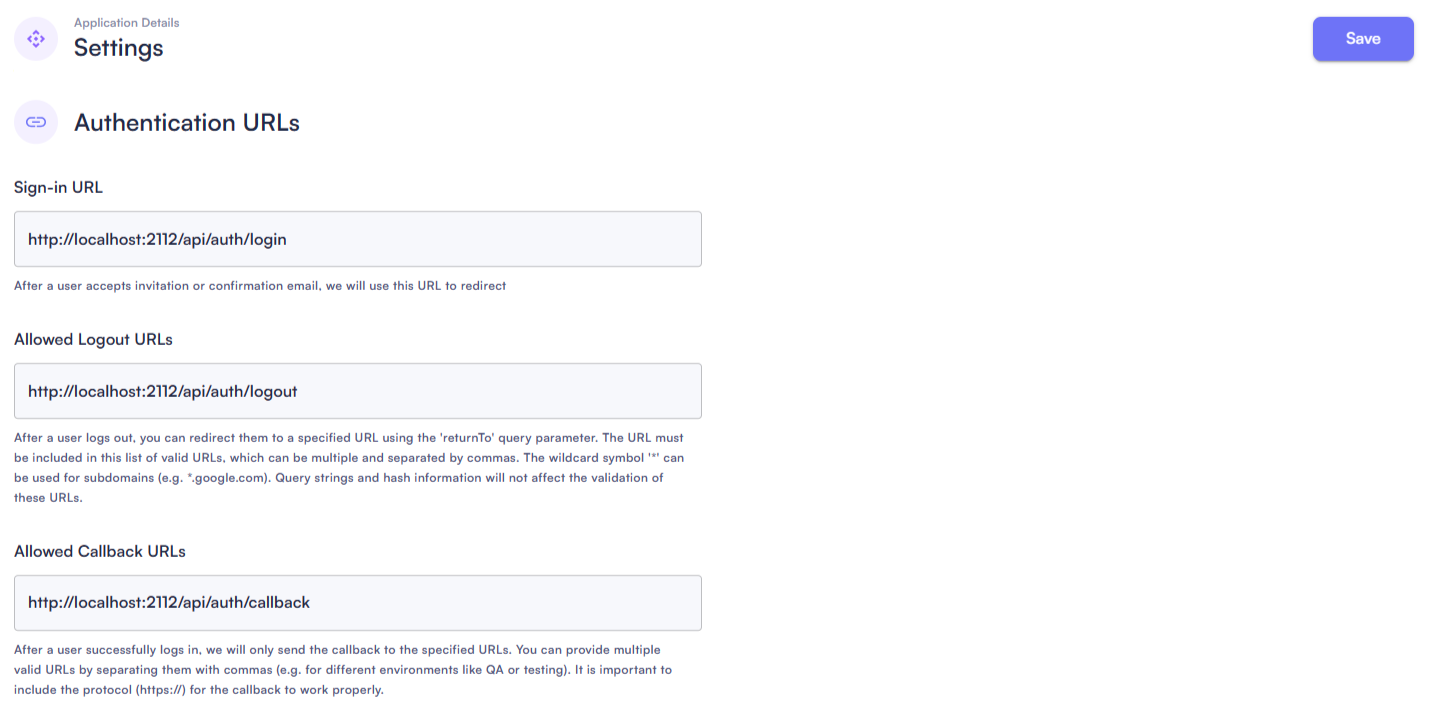 Application Details
Settings
Save
Authentication URLs
Sign-in URL
http://localhost:2112/api/auth/login
After a user accepts invitation or confirmation email, we will use this URL to redirect
Allowed Logout URLs
http://localhost:2112/api/auth/logout
After a user logs out, you can redirect them to a specified URL using the 'returnTo' query parameter. The URL must
be included in this list of valid URLs, which can be multiple and separated by commas. The wildcard symbol '*' can
be used for subdomains (e.g. *.google.com). Query strings and hash information will not affect the validation of
these URLs.
Allowed Callback URLs
http://localhost:2112/api/auth/callback
After a user successfully logs in, we will only send the callback to the specified URLs. You can provide multiple
valid URLs by separating them with commas (e.g. for different environments like QA or testing). It is important to
include the protocol (https://) for the callback to work properly.